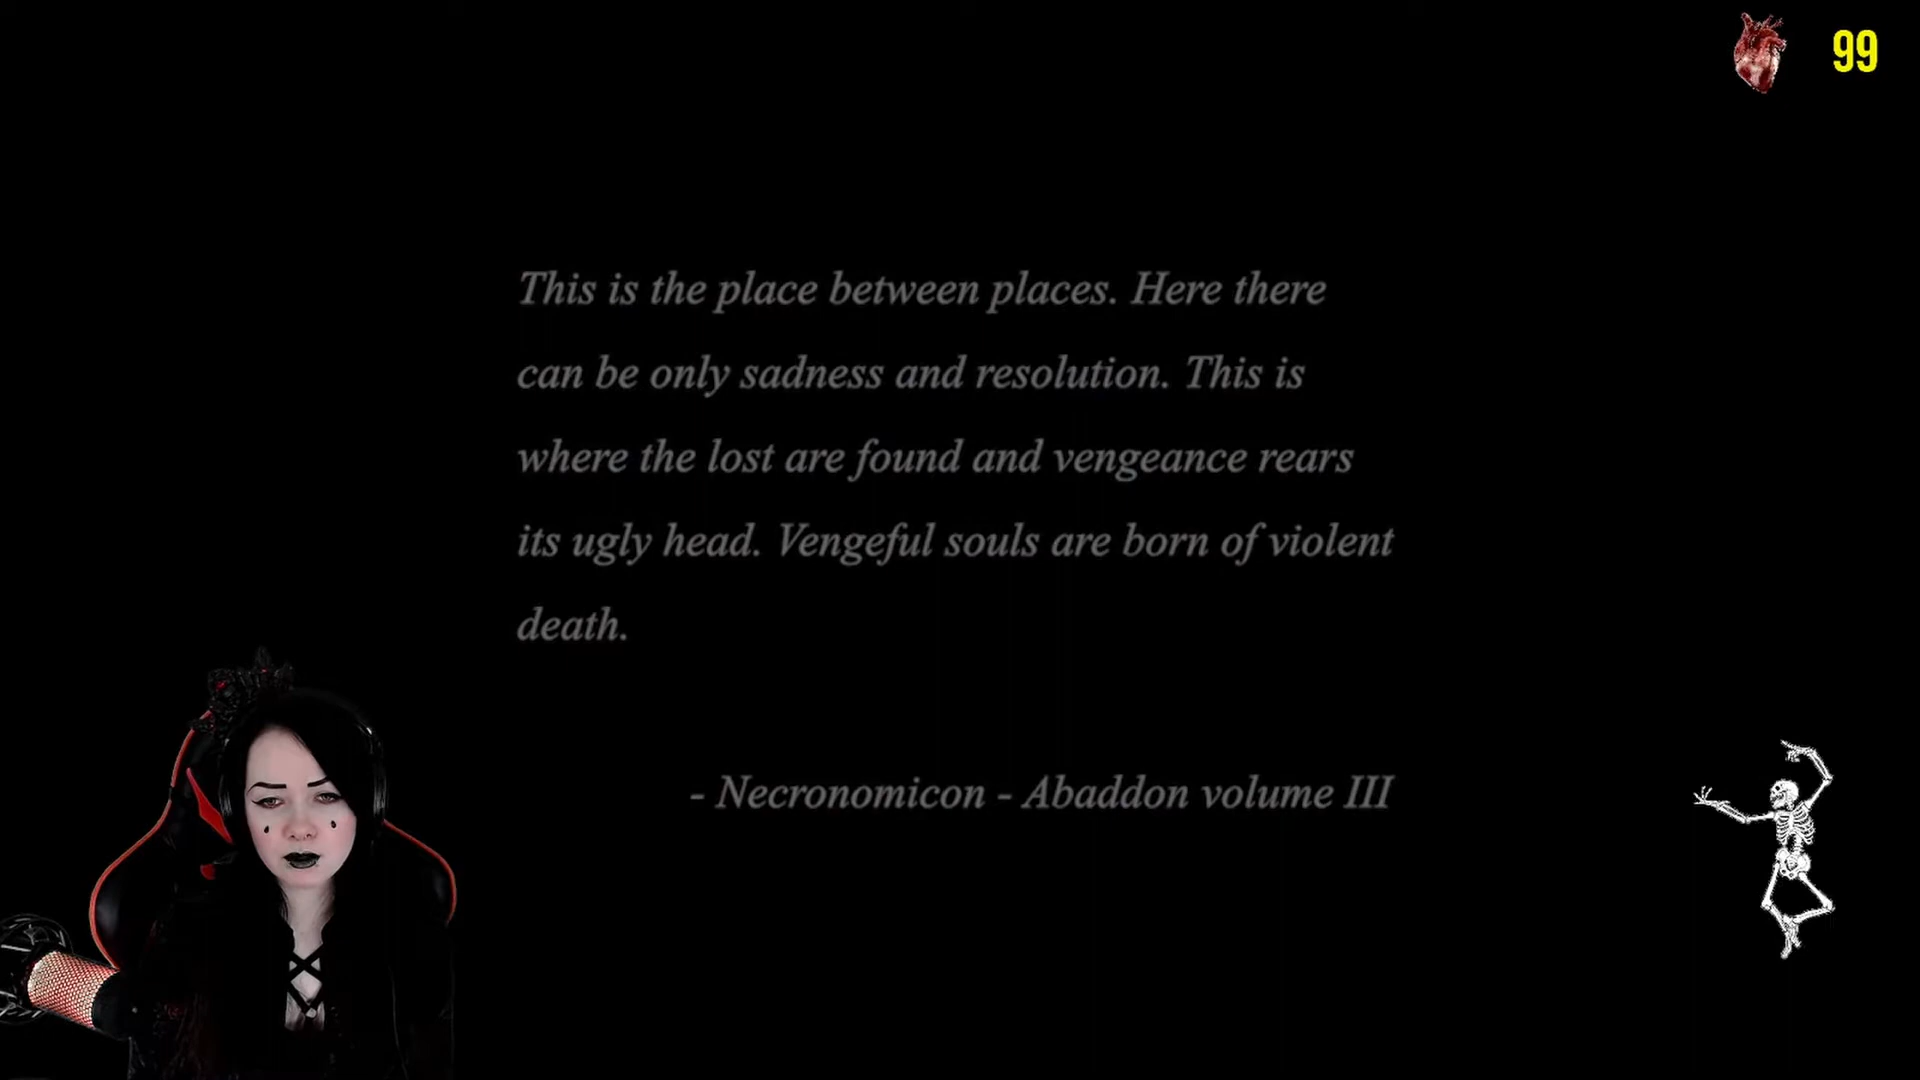 99
This is the place between places. Here there
can be only sadness and resolution. This is
where the lost are found and vengeance rears
its ugly head. Vengeful souls are born of violent
death.
- Necronomicon - Abaddon volume III